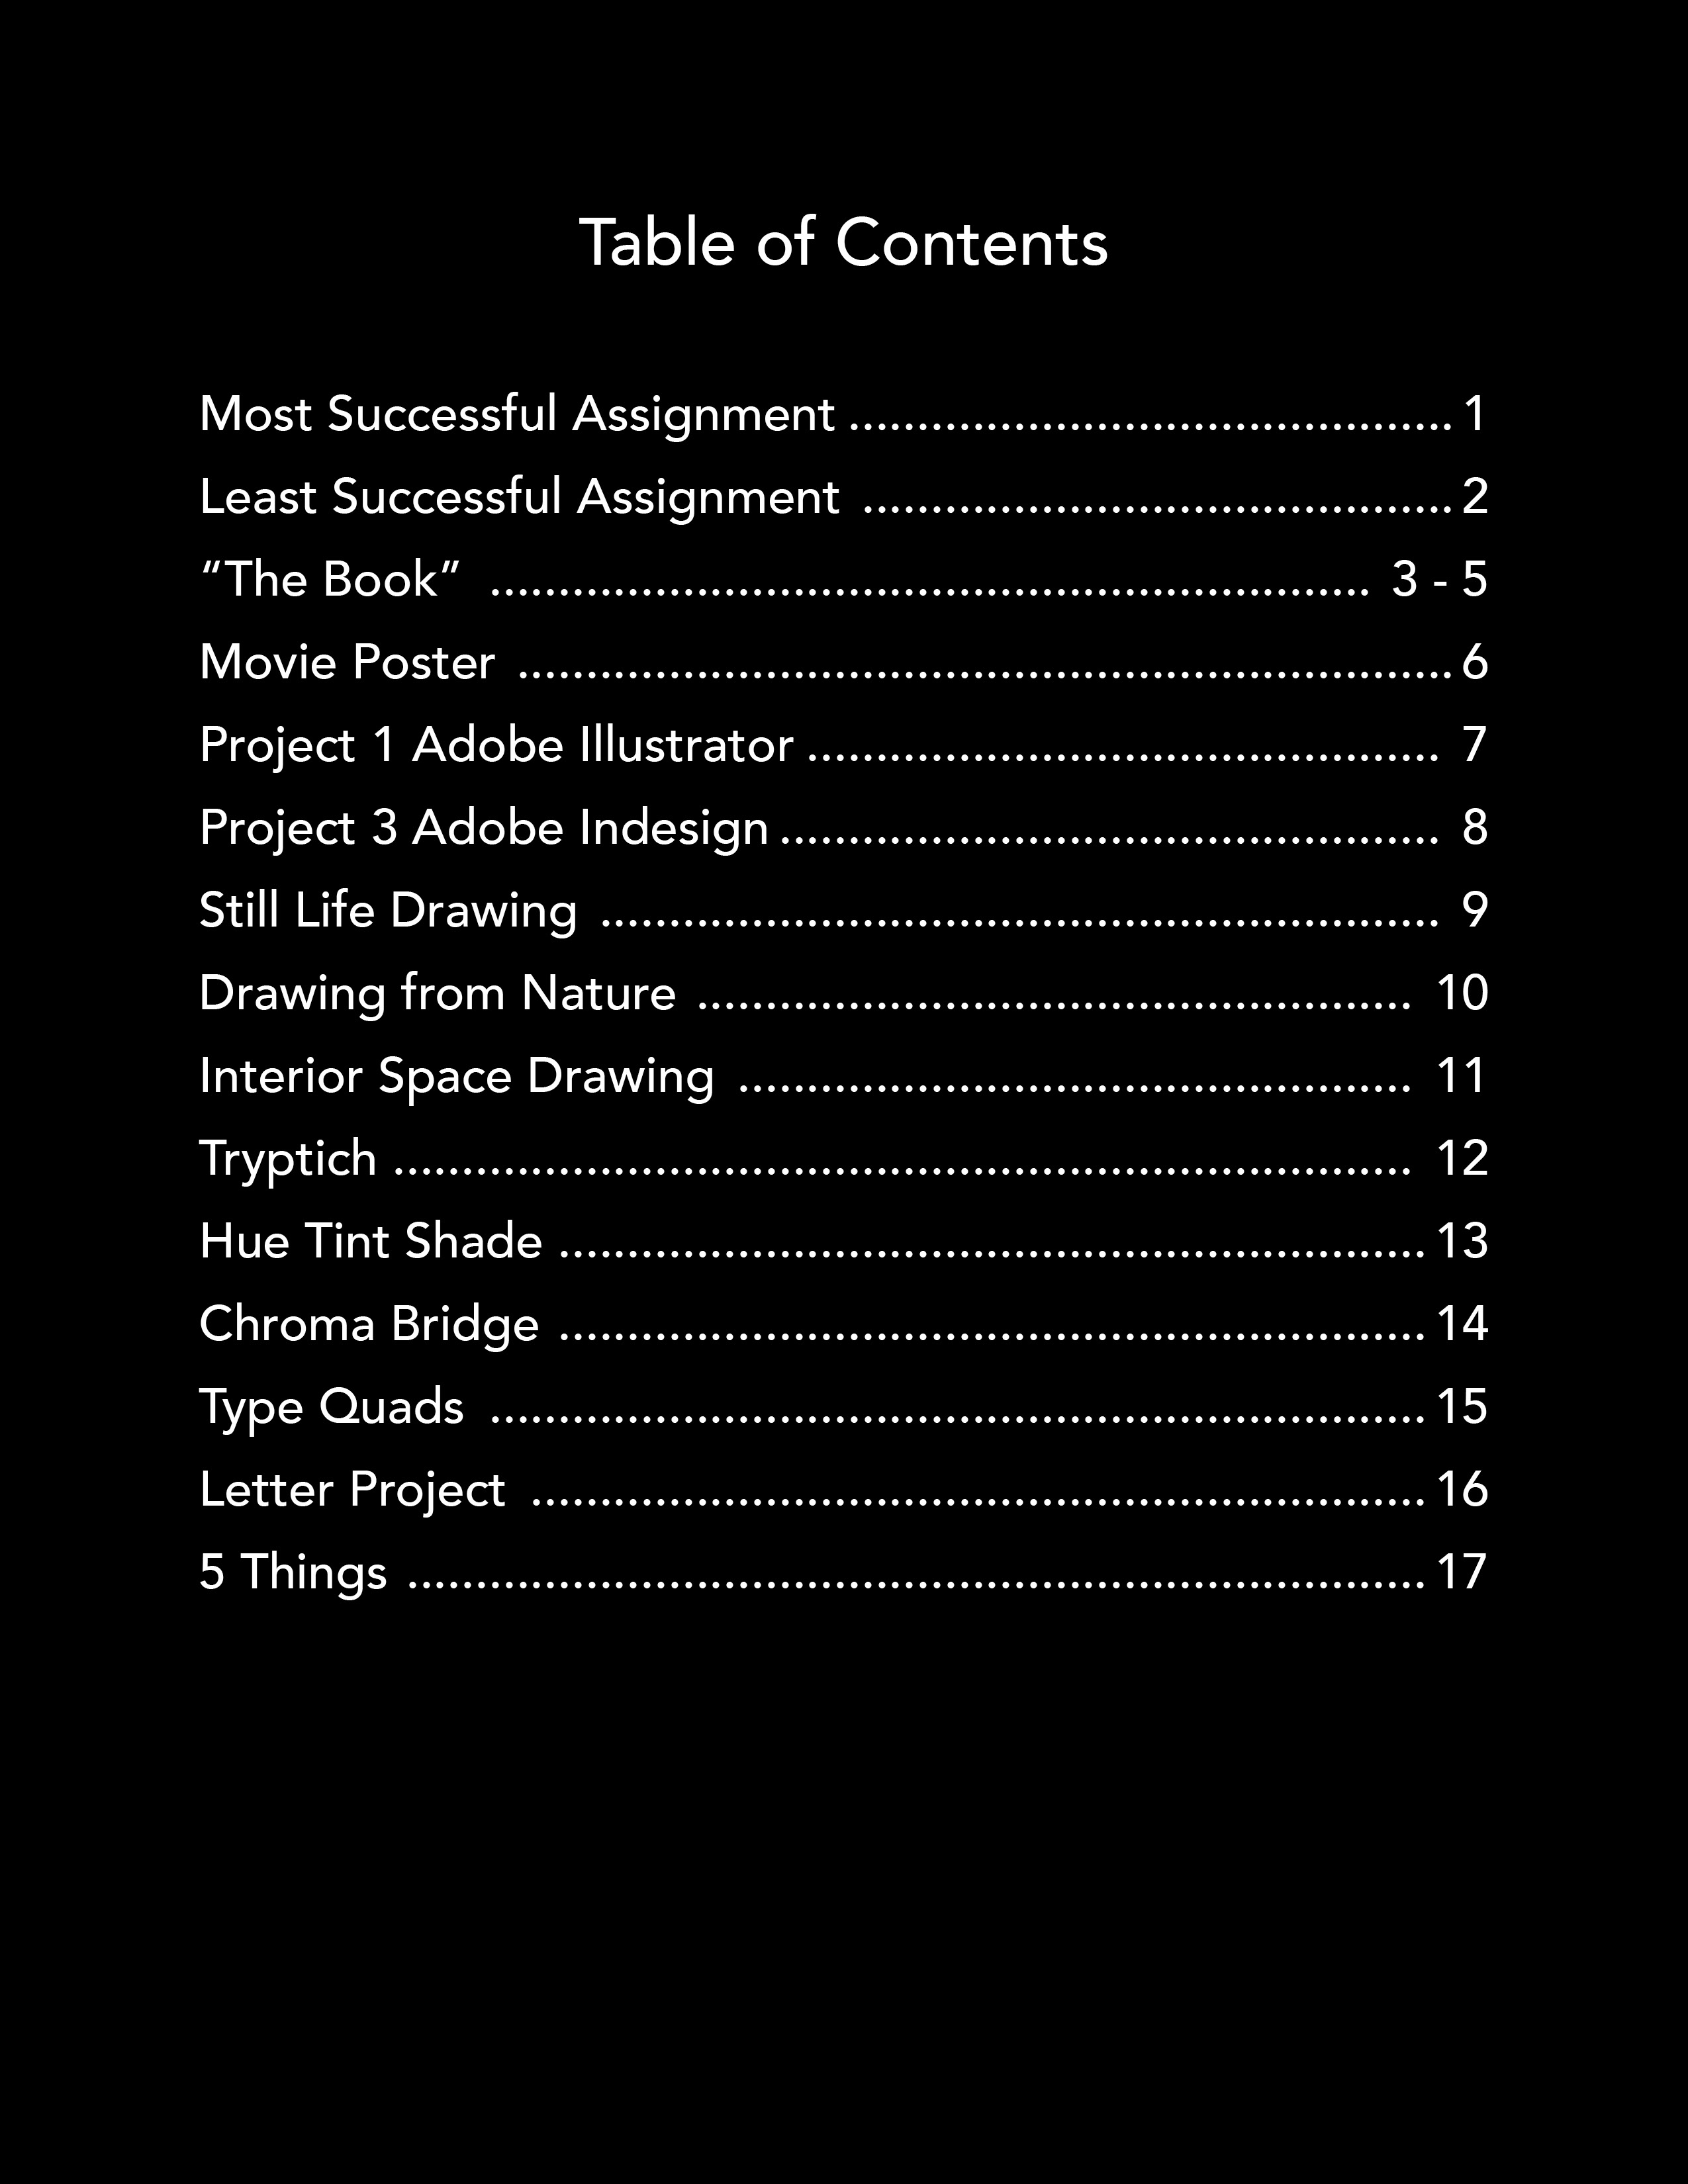 Table of Contents
Most Successful Assignment ............................................ 1
Least Successful Assignment ........................................... 2
“The Book” ................................................................ 3 - 5
Movie Poster .................................................................... 6
Project 1 Adobe Illustrator .............................................. 7
Project 3 Adobe Indesign ................................................ 8
Still Life Drawing ............................................................. 9
Drawing from Nature .................................................... 10
Interior Space Drawing ................................................. 11
Tryptich .......................................................................... 12
Hue Tint Shade ............................................................... 13
Chroma Bridge ............................................................... 14
Type Quads .................................................................... 15
Letter Project ................................................................. 16
5 Things .......................................................................... 17